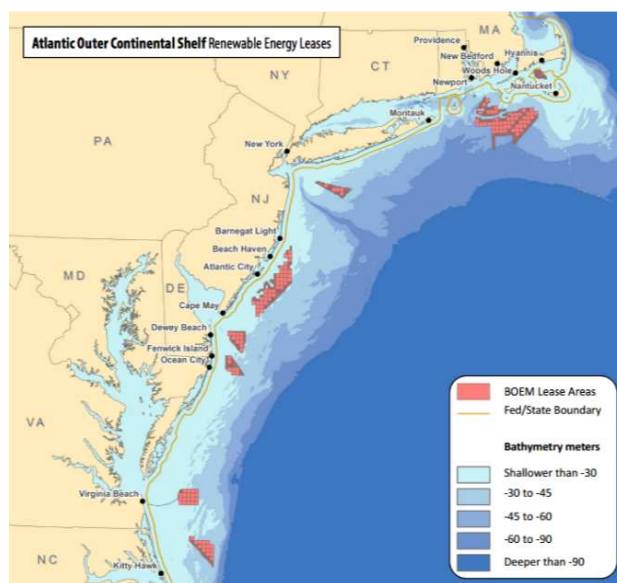 Atlantic Outer Continental Shelf Renewable Energy Leases
MA
Providence
Hyannis
New Bedford
Woods Hole
CT
NY
Newport
Nantucket
Montauk
PA
New York
NJ
Barnegat Light
Beach Haven
MD
Atlantic City
DE
Cape May
Dewey Beach
Fenwick Island
Ocean City
VA
Virginia Beach
NC
Kitty Hawk
BOEM Lease Areas
Fed/State Boundary
Bathymetry meters
Shallower than -30
-30 to -45
-45 to -60
-60 to -90
Deeper than -90